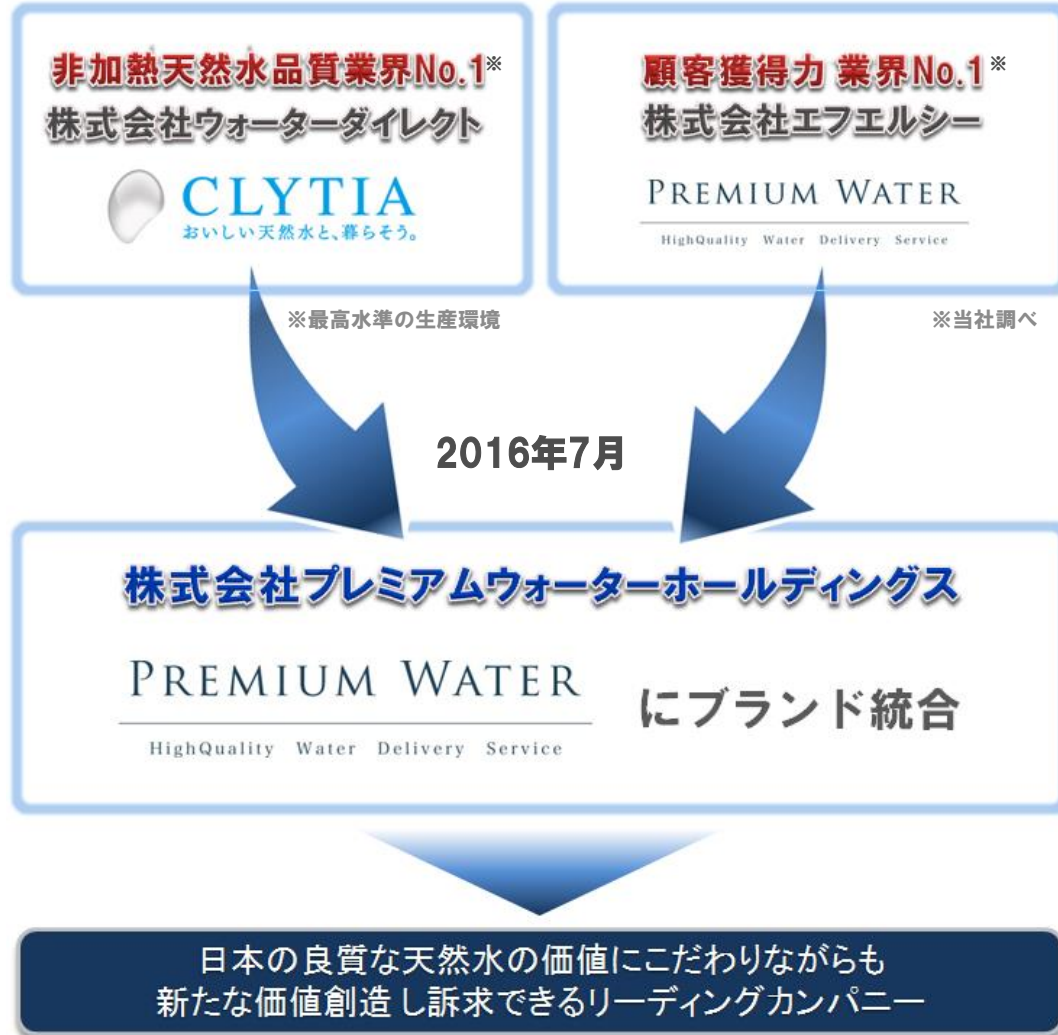 非加熱天然水品質業界No.1※
株式会社ウォーターダイレクト
CLYTIA
おいしい天然水と、暮らそう。
※最高水準の生産環境
顧客獲得力 業界No.1※
株式会社エフエルシー
PREMIUM WATER
HighQuality Water Delivery Service
※当社調べ
2016年7月
株式会社プレミアムウォーターホールディングス
PREMIUM WATER
HighQuality Water Delivery Service
にブランド統合
日本の良質な天然水の価値にこだわりながらも
新たな価値創造し訴求できるリーディングカンパニー